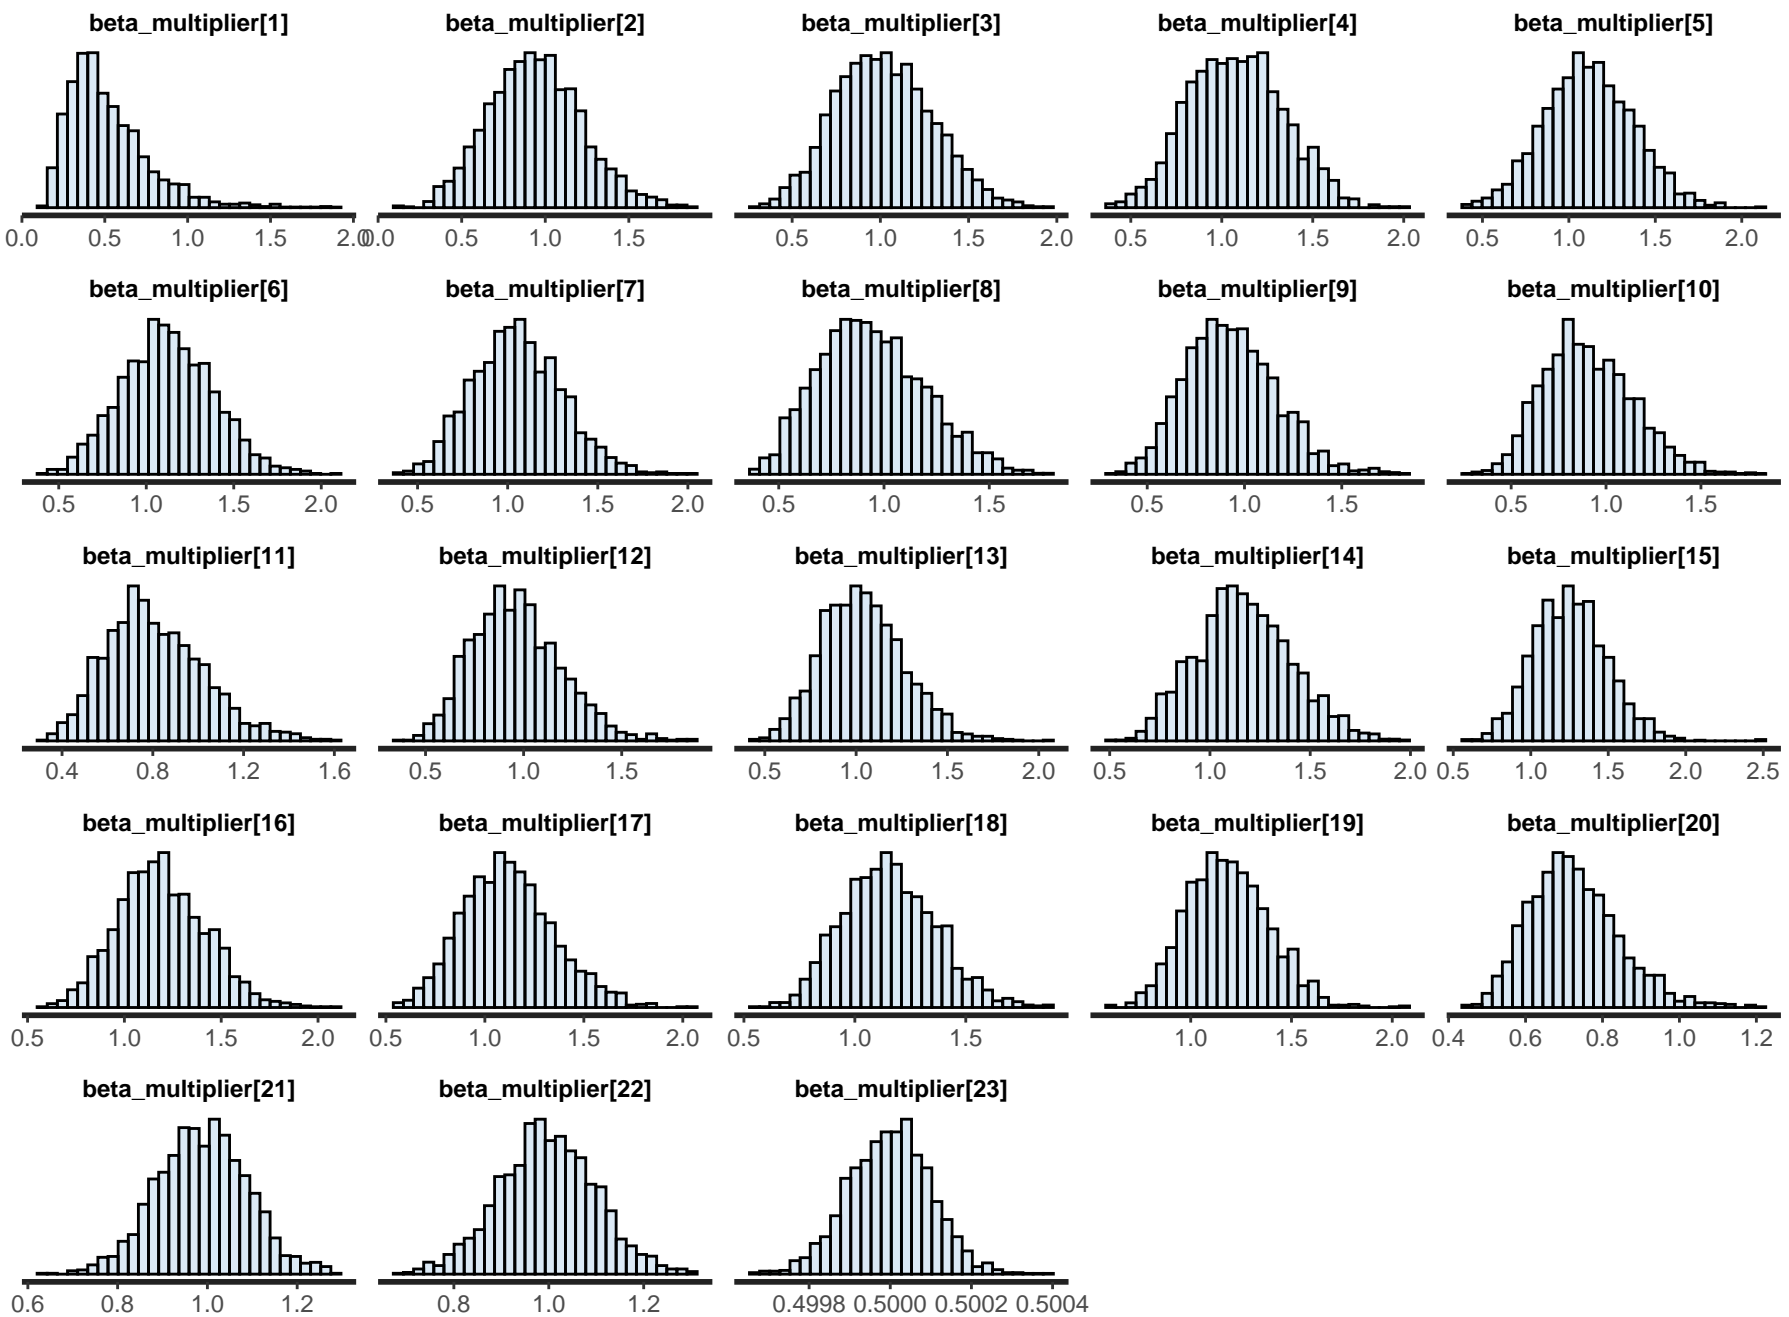 beta_multiplier[1] beta_multiplier[2] beta_multiplier[3] beta_multiplier[4] beta_multiplier[5]
0.0 0.5 1.0 1.5 2.0 0.0 0.5 1.0 1.5 0.5 1.0 1.5 2.0 0.5 1.0 1.5 2.0 0.5 1.0 1.5 2.0
beta_multiplier[6] beta_multiplier[7] beta_multiplier[8] beta_multiplier[9] beta_multiplier[10]
0.5 1.0 1.5 2.0 0.5 1.0 1.5 2.0 0.5 1.0 1.5 0.5 1.0 1.5 0.5 1.0 1.5
beta_multiplier[11] beta_multiplier[12] beta_multiplier[13] beta_multiplier[14] beta_multiplier[15]
0.4 0.8 1.2 1.6 0.5 1.0 1.5 0.5 1.0 1.5 2.0 0.5 1.0 1.5 2.0 0.5 1.0 1.5 2.0 2.5
beta_multiplier[16] beta_multiplier[17] beta_multiplier[18] beta_multiplier[19] beta_multiplier[20]
0.5 1.0 1.5 2.0 0.5 1.0 1.5 2.0 0.5 1.0 1.5 1.0 1.5 2.0 0.4 0.6 0.8 1.0 1.2
beta_multiplier[21] beta_multiplier[22] beta_multiplier[23]
0.6 0.8 1.0 1.2 0.8 1.0 1.2 0.4998 0.5000 0.5002 0.5004